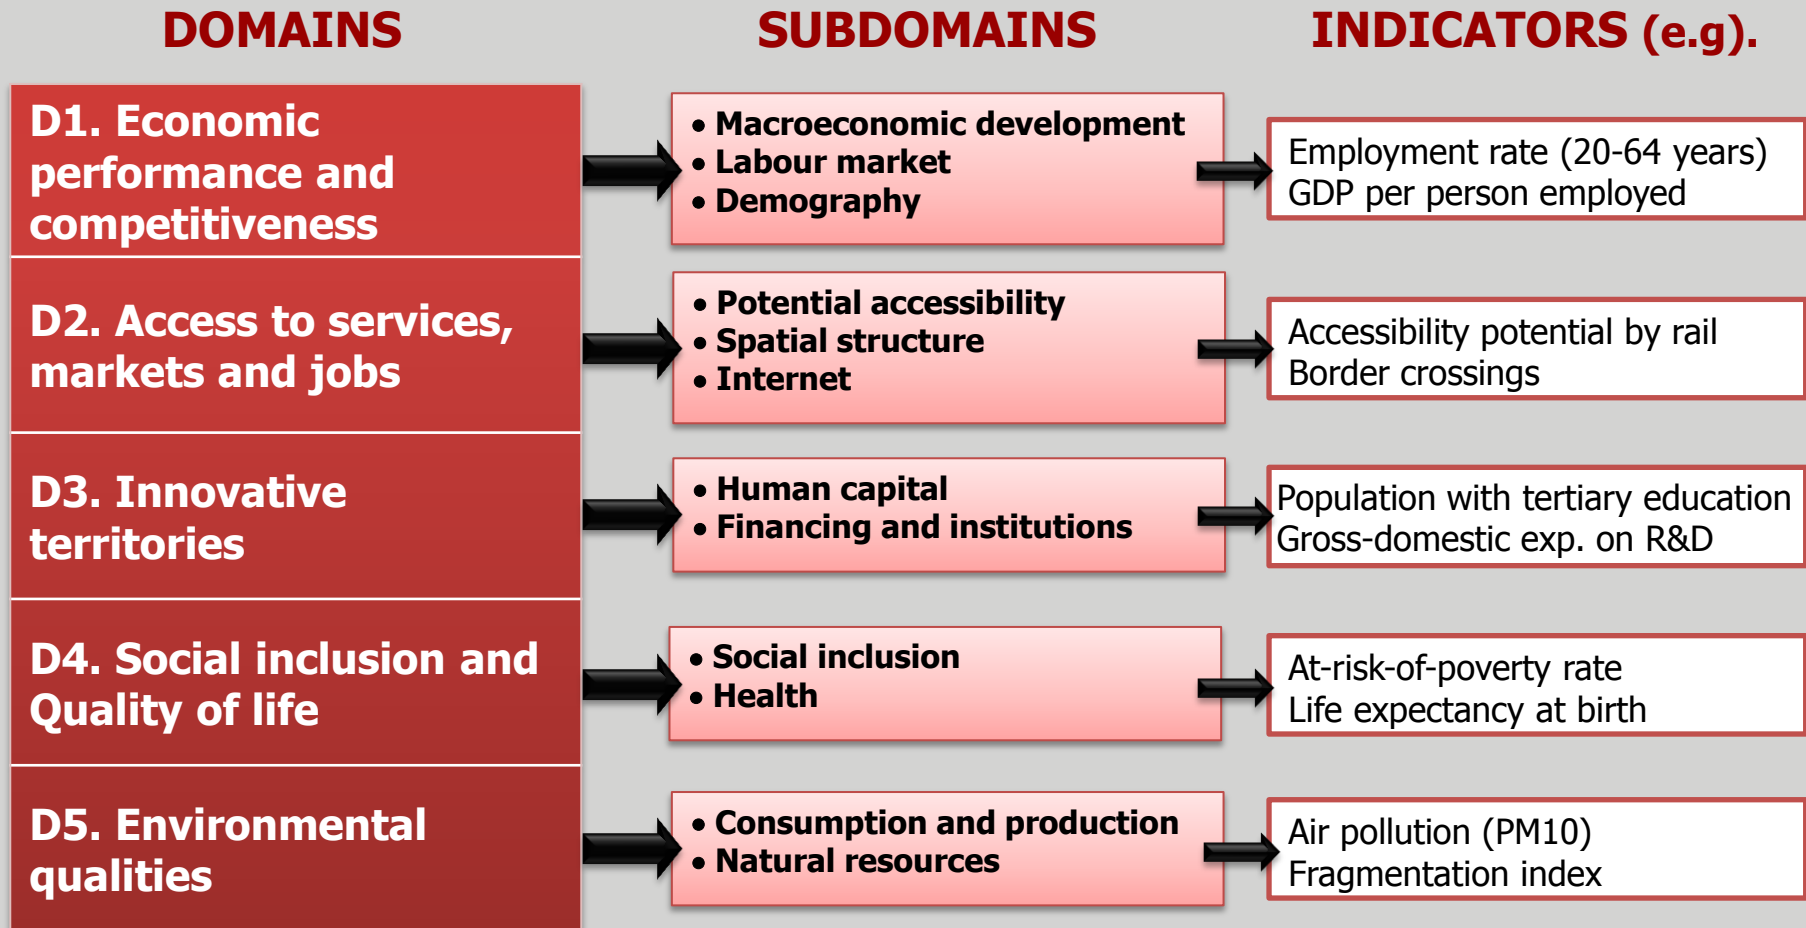 DOMAINS
SUBDOMAINS
INDICATORS (e.g).
D1. Economic
performance and
competitiveness
• Macroeconomic development
• Labour market
• Demography
Employment rate (20-64 years)
GDP per person employed
D2. Access to services,
markets and jobs
• Potential accessibility
• Spatial structure
• Internet
Accessibility potential by rail
Border crossings
D3. Innovative
territories
• Human capital
• Financing and institutions
Population with tertiary education
Gross-domestic exp. on R&D
D4. Social inclusion and
Quality of life
• Social inclusion
• Health
At-risk-of-poverty rate
Life expectancy at birth
D5. Environmental
qualities
• Consumption and production
• Natural resources
Air pollution (PM10)
Fragmentation index